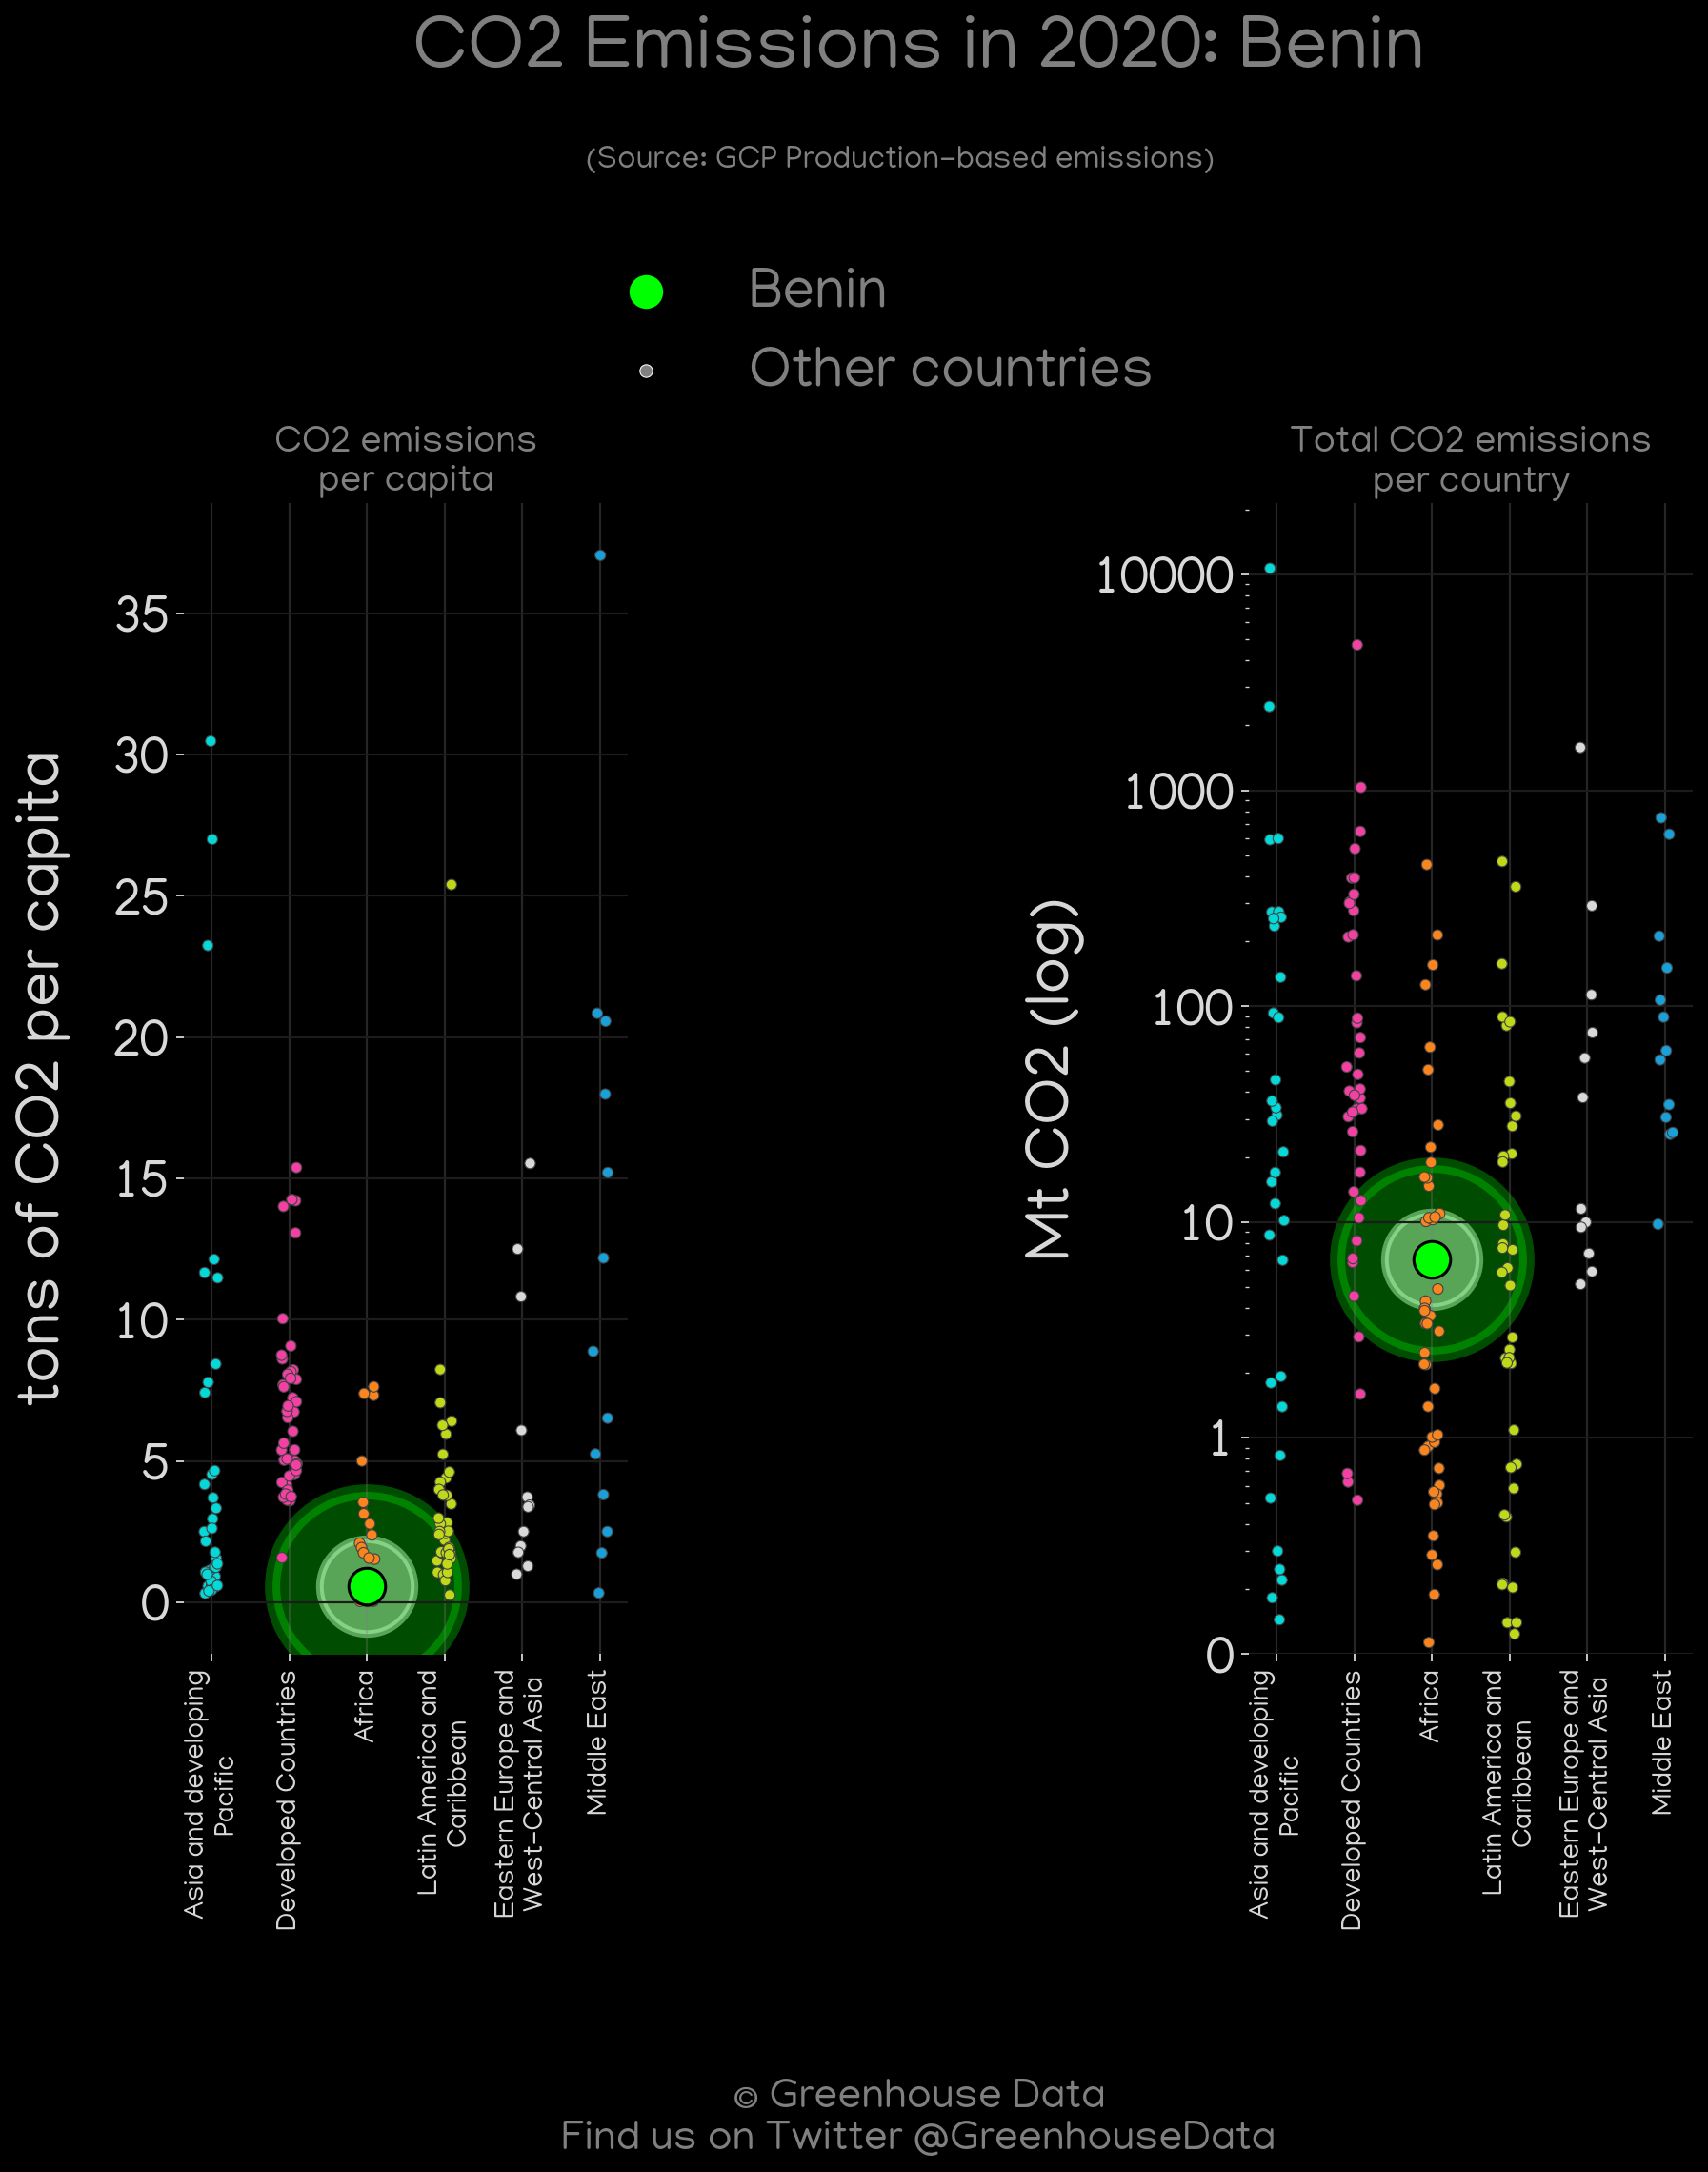 CO2 Emissions in 2020: Benin
(Source: GCP Production-based emissions)
Benin
Other countries
CO2 emissions
per capita
tons of CO2 per capita
35
30
25
20
15
10
5
0
Asia and developing
Pacific
Developed Countries
Africa
Latin America and
Caribbean
Eastern Europe and
West-Central Asia
Middle East
Total CO2 emissions
per country
Mt CO2 (log)
10000
1000
100
10
1
0
Asia and developing
Pacific
Developed Countries
Africa
Latin America and
Caribbean
Eastern Europe and
West-Central Asia
Middle East
© Greenhouse Data
Find us on Twitter @GreenhouseData